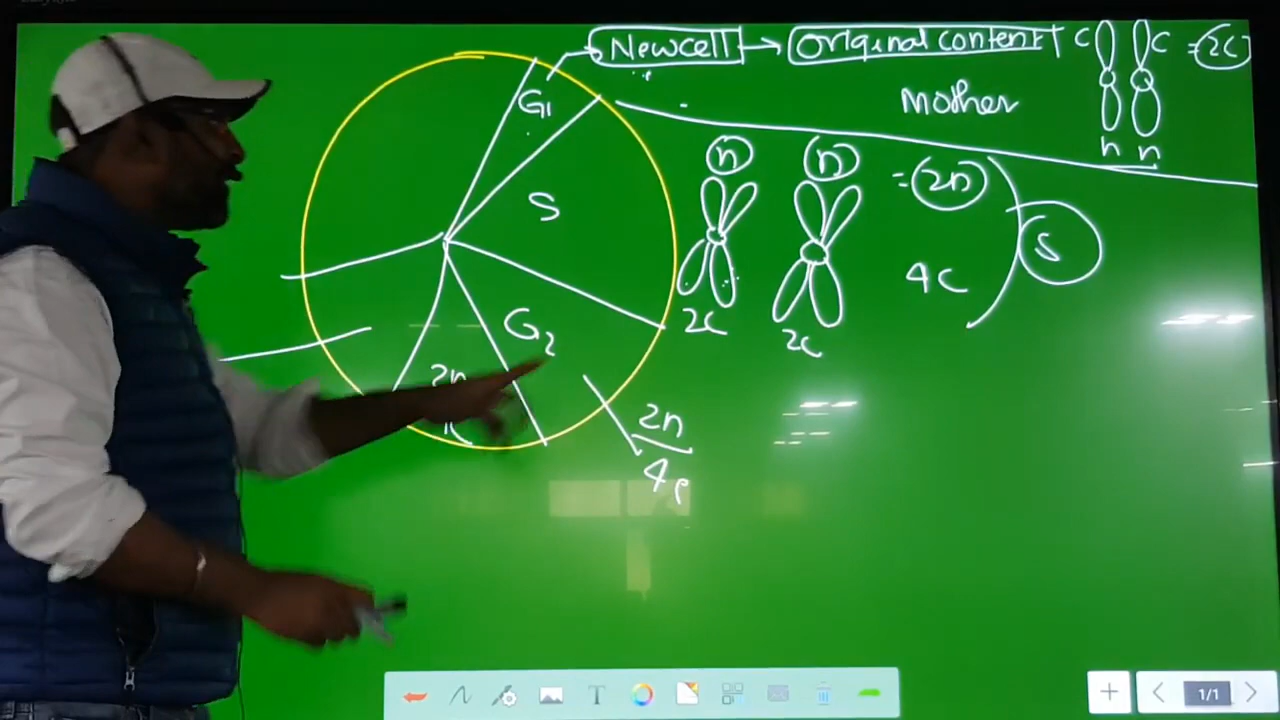 Newcell → Original content
C C = 2C
G1
Mother
n n
n n = 2n
S
S
4C
2C
2C
G2
2n
2n
4C
1/1